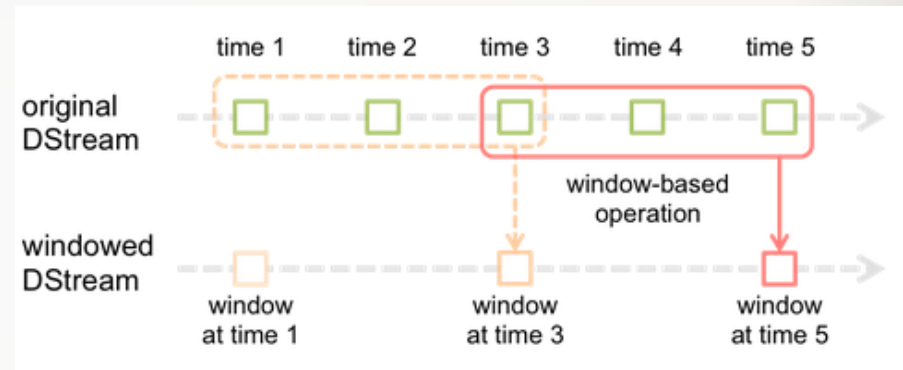 time 1 time 2 time 3 time 4 time 5
original
DStream
window-based
operation
windowed
DStream
window window window
at time 1 at time 3 at time 5